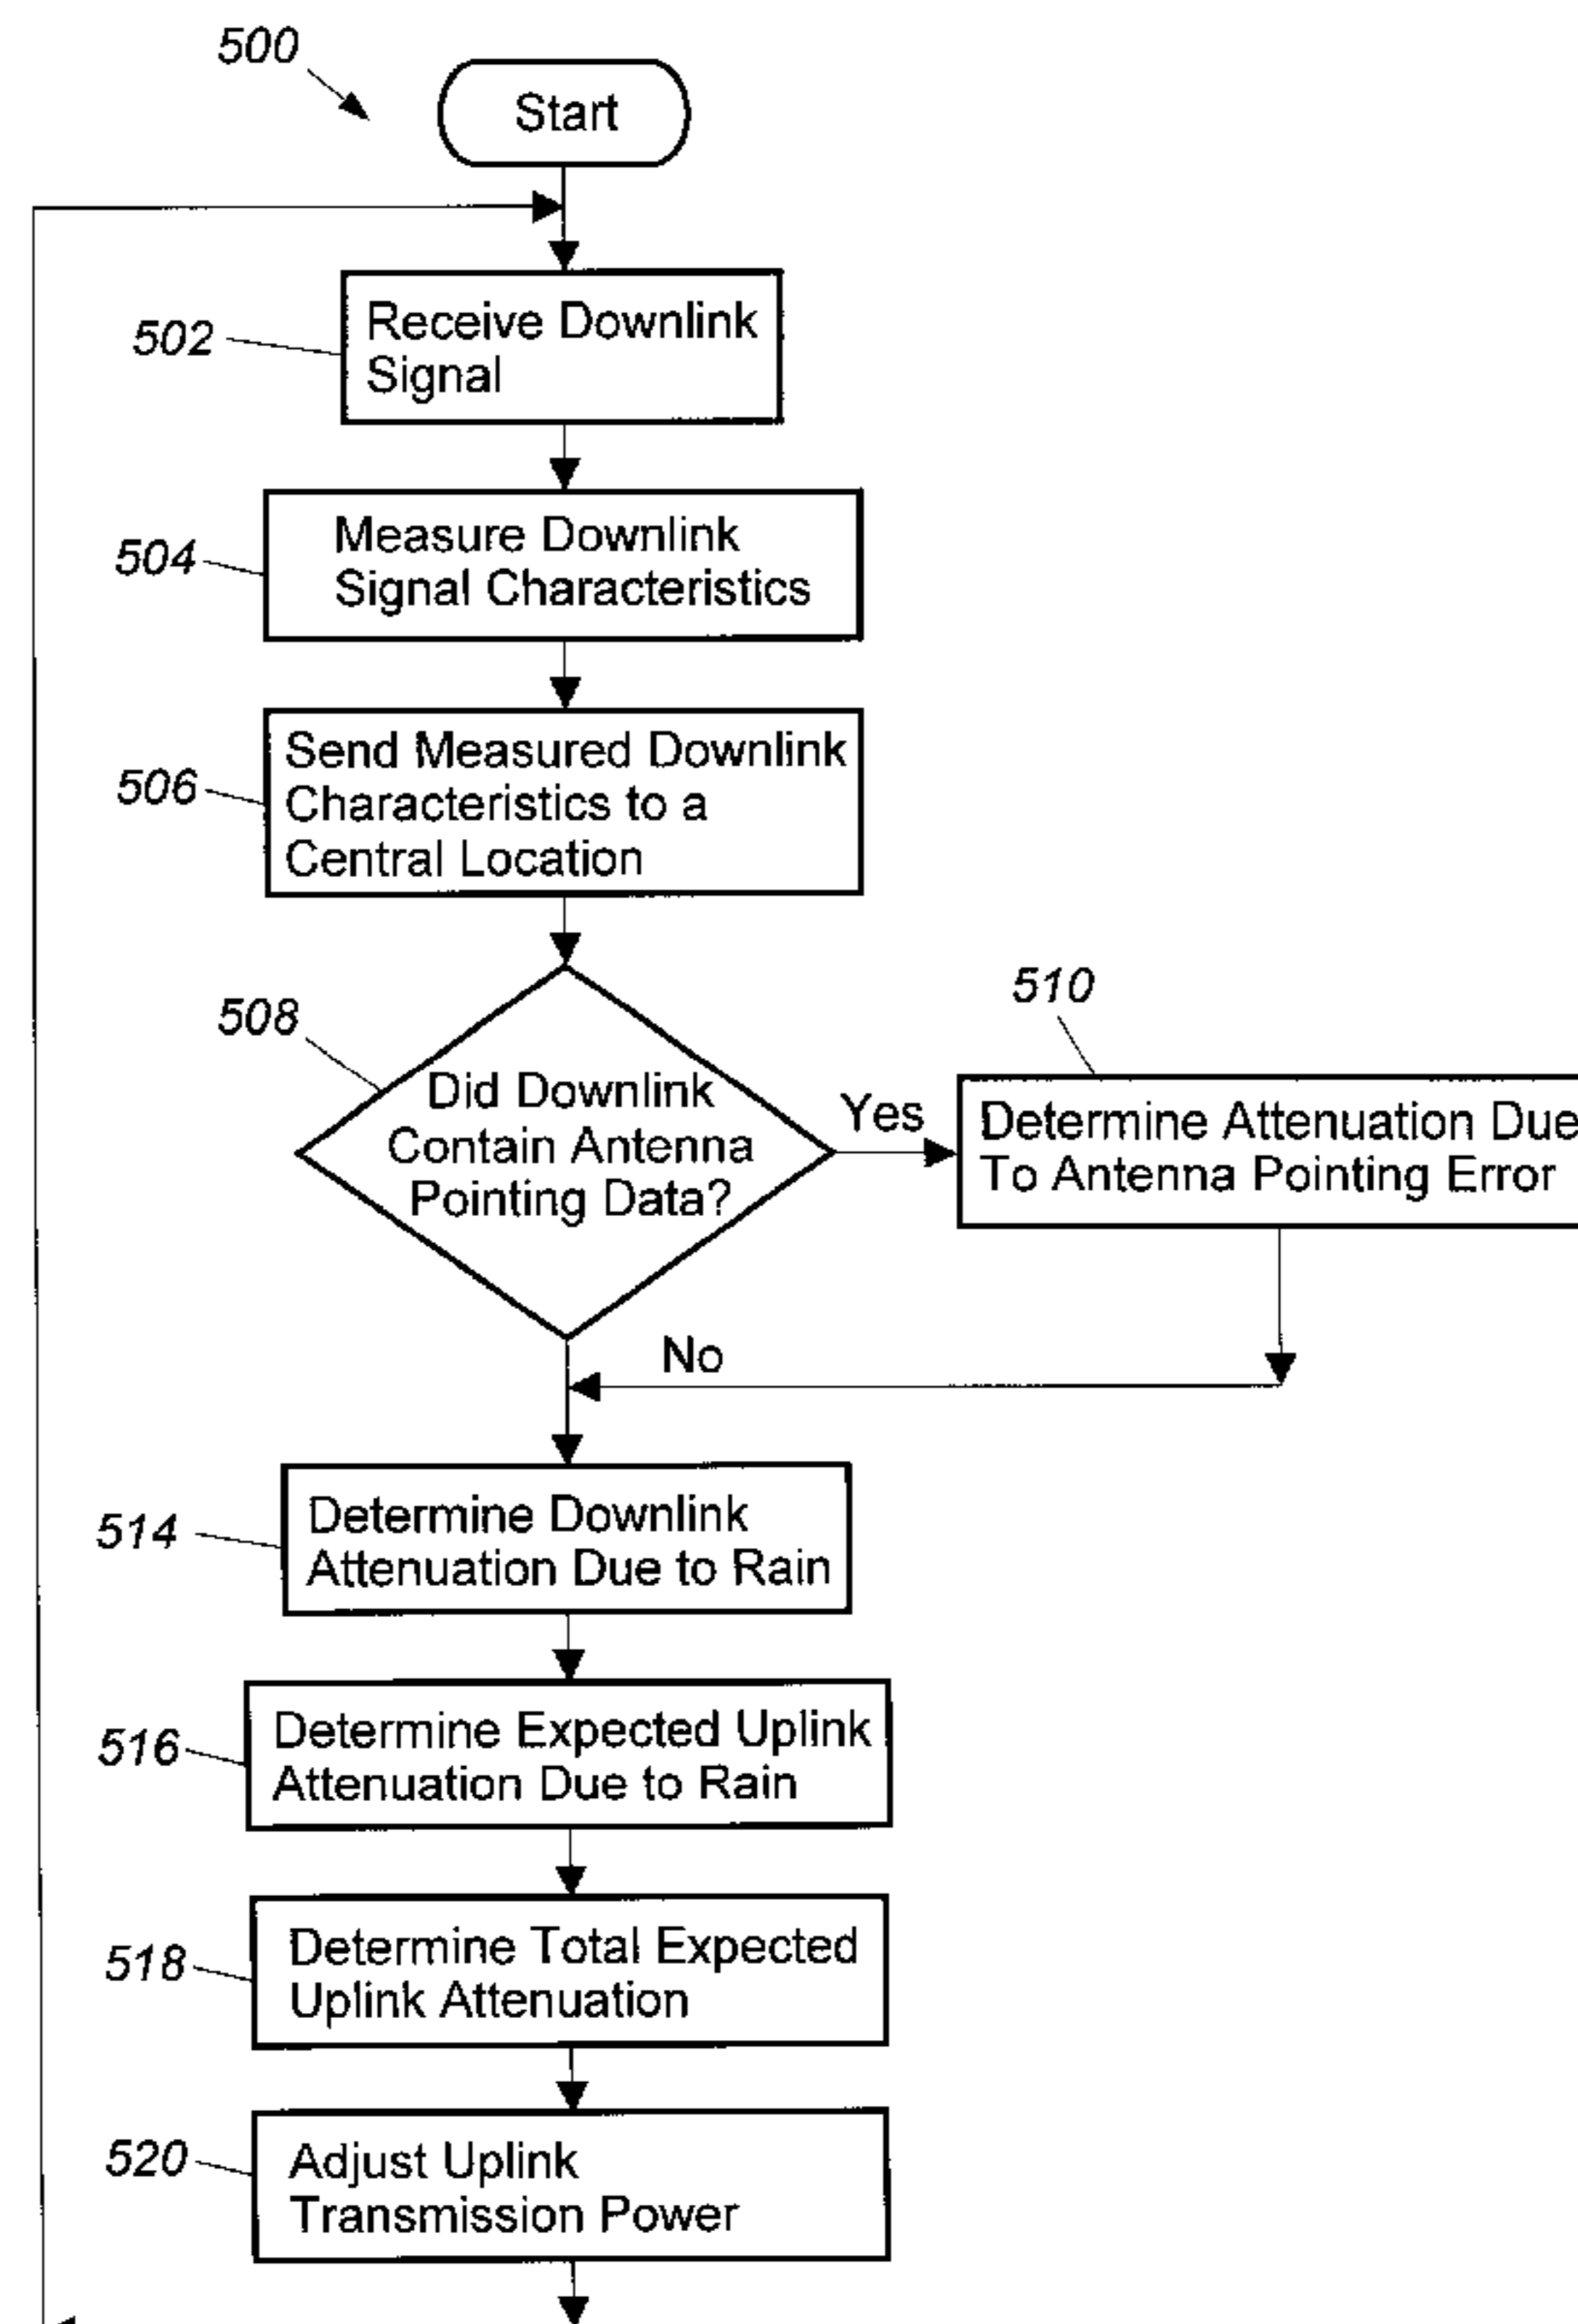 500
Start
502
Receive Downlink
Signal
504
Measure Downlink
Signal Characteristics
506
Send Measured Downlink
Characteristics to a
Central Location
508
Did Downlink
Contain Antenna
Pointing Data?
Yes
510
Determine Attenuation Due
To Antenna Pointing Error
No
514
Determine Downlink
Attenuation Due to Rain
516
Determine Expected Uplink
Attenuation Due to Rain
518
Determine Total Expected
Uplink Attenuation
520
Adjust Uplink
Transmission Power